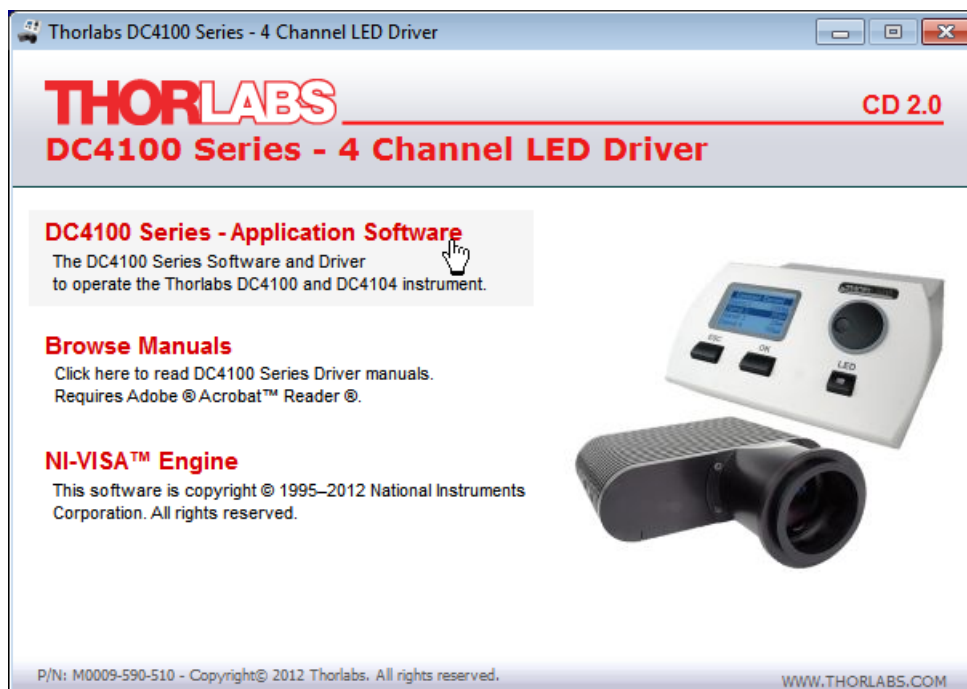 Thorlabs DC4100 Series - 4 Channel LED Driver
THORLABS
CD 2.0
DC4100 Series - 4 Channel LED Driver
DC4100 Series - Application Software
The DC4100 Series Software and Driver
to operate the Thorlabs DC4100 and DC4104 instrument.
Browse Manuals
Click here to read DC4100 Series Driver manuals.
Requires Adobe ® Acrobat™ Reader ®.
NI-VISA™ Engine
This software is copyright © 1995–2012 National Instruments
Corporation. All rights reserved.
ESC
OK
LED
P/N: M0009-590-510 - Copyright© 2012 Thorlabs. All rights reserved.
WWW.THORLABS.COM